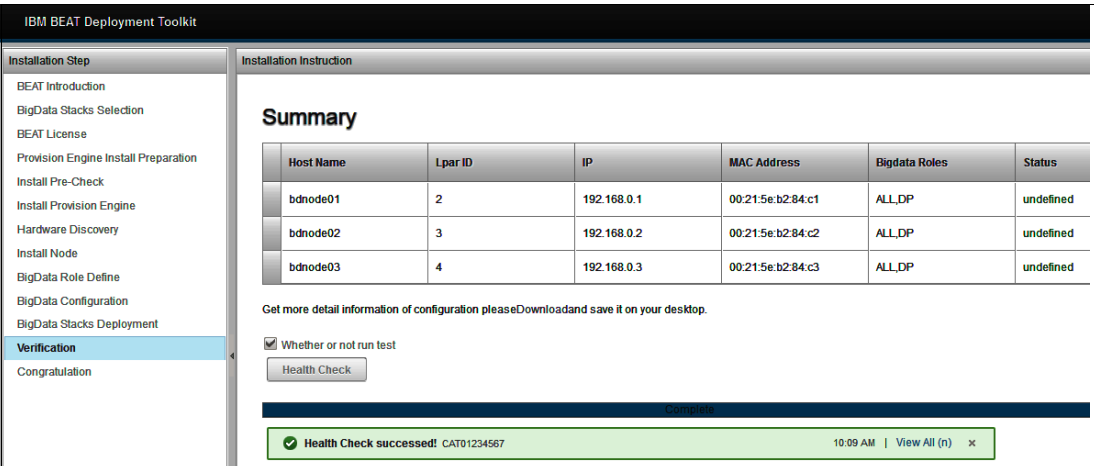 IBM BEAT Deployment Toolkit
Installation Step
BEAT Introduction
BigData Stacks Selection
BEAT License
Provision Engine Install Preparation
Install Pre-Check
Install Provision Engine
Hardware Discovery
Install Node
BigData Role Define
BigData Configuration
BigData Stacks Deployment
Verification
Congratulation
Installation Instruction
Summary
Host Name Lpar ID IP MAC Address Bigdata Roles Status
bdnode01 2 192.168.0.1 00:21:5e:b2:84:c1 ALL,DP undefined
bdnode02 3 192.168.0.2 00:21:5e:b2:84:c2 ALL,DP undefined
bdnode03 4 192.168.0.3 00:21:5e:b2:84:c3 ALL,DP undefined
Get more detail information of configuration pleaseDownloadand save it on your desktop.
Whether or not run test
Health Check
Complete
Health Check successed! CAT01234567 10:09 AM | View All (n) ×